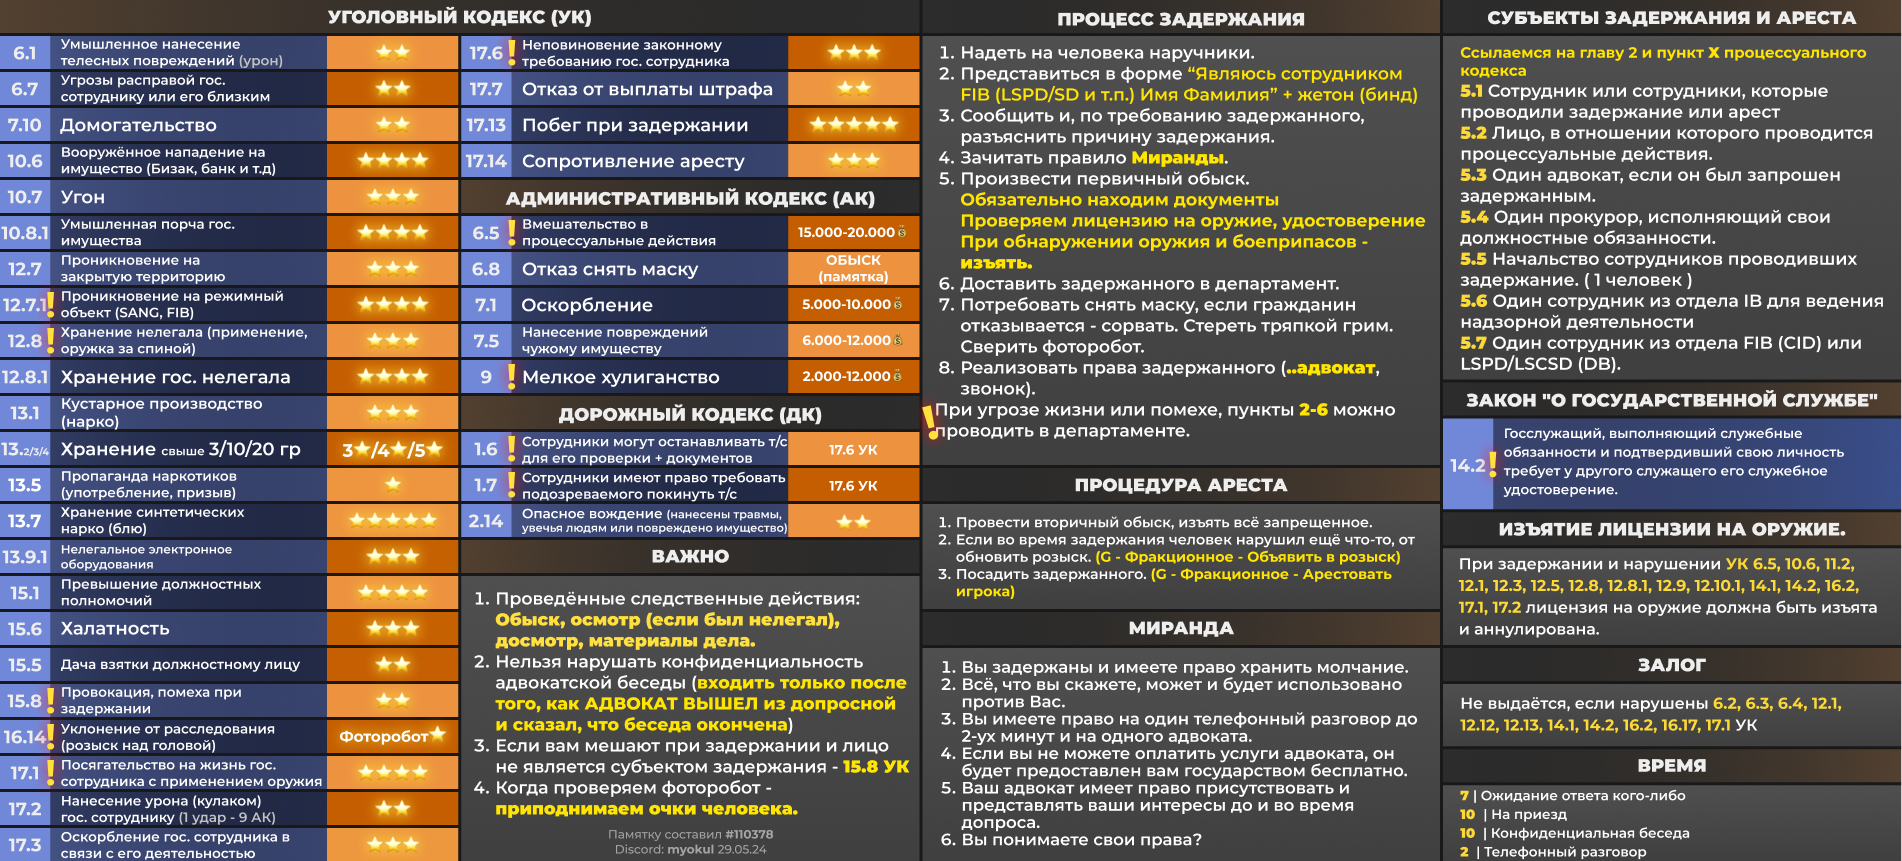 УГОЛОВНЫЙ КОДЕКС (УК)
6.1 Умышленное нанесение
телесных повреждений (урон)
6.7 Угрозы расправой гос.
сотруднику или его близким
7.10 Домогательство
10.6 Вооружённое нападение на
имущество (Бизак, банк и т.д)
10.7 Угон
10.8.1 Умышленная порча гос.
имущества
12.7 Проникновение на
закрытую территорию
12.7.1 Проникновение на режимный
объект (SANG, FIB)
12.8 Хранение нелегала (применение,
оружка за спиной)
12.8.1 Хранение гос. нелегала
13.1 Кустарное производство
(нарко)
13.2/3/4 Хранение свыше 3/10/20 гр 3★/4★/5★
13.5 Пропаганда наркотиков
(употребление, призыв)
13.7 Хранение синтетических
нарко (блю)
13.9.1 Нелегальное электронное
оборудования
15.1 Превышение должностных
полномочий
15.6 Халатность
15.5 Дача взятки должностному лицу
15.8 Провокация, помеха при
задержании
16.14 Уклонение от расследования
(розыск над головой) Фоторобот★
17.1 Посягательство на жизнь гос.
сотрудника с применением оружия
17.2 Нанесение урона (кулаком)
гос. сотруднику (1 удар - 9 АК)
17.3 Оскорбление гос. сотрудника в
связи с его деятельностью
17.6 Неповиновение законному
требованию гос. сотрудника
17.7 Отказ от выплаты штрафа
17.13 Побег при задержании
17.14 Сопротивление аресту
АДМИНИСТРАТИВНЫЙ КОДЕКС (АК)
6.5 Вмешательство в
процессуальные действия 15.000-20.000
6.8 Отказ снять маску ОБЫСК
(памятка)
7.1 Оскорбление 5.000-10.000
7.5 Нанесение повреждений
чужому имуществу 6.000-12.000
9 Мелкое хулиганство 2.000-12.000
ДОРОЖНЫЙ КОДЕКС (ДК)
1.6 Сотрудники могут останавливать т/с
для его проверки + документов 17.6 УК
1.7 Сотрудники имеют право требовать
подозреваемого покинуть т/с 17.6 УК
2.14 Опасное вождение (нанесены травмы,
увечья людям или повреждено имущество)
ВАЖНО
1. Проведённые следственные действия:
Обыск, осмотр (если был нелегал),
досмотр, материалы дела.
2. Нельзя нарушать конфиденциальность
адвокатской беседы (входить только после
того, как АДВОКАТ ВЫШЕЛ из допросной
и сказал, что беседа окончена)
3. Если вам мешают при задержании и лицо
не является субъектом задержания - 15.8 УК
4. Когда проверяем фоторобот -
приподнимаем очки человека.
Памятку составил #110378
Discord: myokul 29.05.24
ПРОЦЕСС ЗАДЕРЖАНИЯ
1. Надеть на человека наручники.
2. Представиться в форме “Являюсь сотрудником
FIB (LSPD/SD и т.п.) Имя Фамилия” + жетон (бинд)
3. Сообщить и, по требованию задержанного,
разъяснить причину задержания.
4. Зачитать правило Миранды.
5. Произвести первичный обыск.
Обязательно находим документы
Проверяем лицензию на оружие, удостоверение
При обнаружении оружия и боеприпасов -
изъять.
6. Доставить задержанного в департамент.
7. Потребовать снять маску, если гражданин
отказывается - сорвать. Стереть тряпкой грим.
Сверить фоторобот.
8. Реализовать права задержанного (..адвокат,
звонок).
При угрозе жизни или помехе, пункты 2-6 можно
проводить в департаменте.
ПРОЦЕДУРА АРЕСТА
1. Провести вторичный обыск, изъять всё запрещенное.
2. Если во время задержания человек нарушил ещё что-то, от
обновить розыск. (G - Фракционное - Объявить в розыск)
3. Посадить задержанного. (G - Фракционное - Арестовать
игрока)
МИРАНДА
1. Вы задержаны и имеете право хранить молчание.
2. Всё, что вы скажете, может и будет использовано
против Вас.
3. Вы имеете право на один телефонный разговор до
2-ух минут и на одного адвоката.
4. Если вы не можете оплатить услуги адвоката, он
будет предоставлен вам государством бесплатно.
5. Ваш адвокат имеет право присутствовать и
представлять ваши интересы до и во время
допроса.
6. Вы понимаете свои права?
СУБЪЕКТЫ ЗАДЕРЖАНИЯ И АРЕСТА
Ссылаемся на главу 2 и пункт X процессуального
кодекса
5.1 Сотрудник или сотрудники, которые
проводили задержание или арест
5.2 Лицо, в отношении которого проводится
процессуальные действия.
5.3 Один адвокат, если он был запрошен
задержанным.
5.4 Один прокурор, исполняющий свои
должностные обязанности.
5.5 Начальство сотрудников проводивших
задержание. ( 1 человек )
5.6 Один сотрудник из отдела IB для ведения
надзорной деятельности
5.7 Один сотрудник из отдела FIB (CID) или
LSPD/LSCSD (DB).
ЗАКОН "О ГОСУДАРСТВЕННОЙ СЛУЖБЕ"
14.2 Госслужащий, выполняющий служебные
обязанности и подтвердивший свою личность
требует у другого служащего его служебное
удостоверение.
ИЗЪЯТИЕ ЛИЦЕНЗИИ НА ОРУЖИЕ.
При задержании и нарушении УК 6.5, 10.6, 11.2,
12.1, 12.3, 12.5, 12.8, 12.8.1, 12.9, 12.10.1, 14.1, 14.2, 16.2,
17.1, 17.2 лицензия на оружие должна быть изъята
и аннулирована.
ЗАЛОГ
Не выдаётся, если нарушены 6.2, 6.3, 6.4, 12.1,
12.12, 12.13, 14.1, 14.2, 16.2, 16.17, 17.1 УК
ВРЕМЯ
7 | Ожидание ответа кого-либо
10 | На приезд
10 | Конфиденциальная беседа
2 | Телефонный разговор